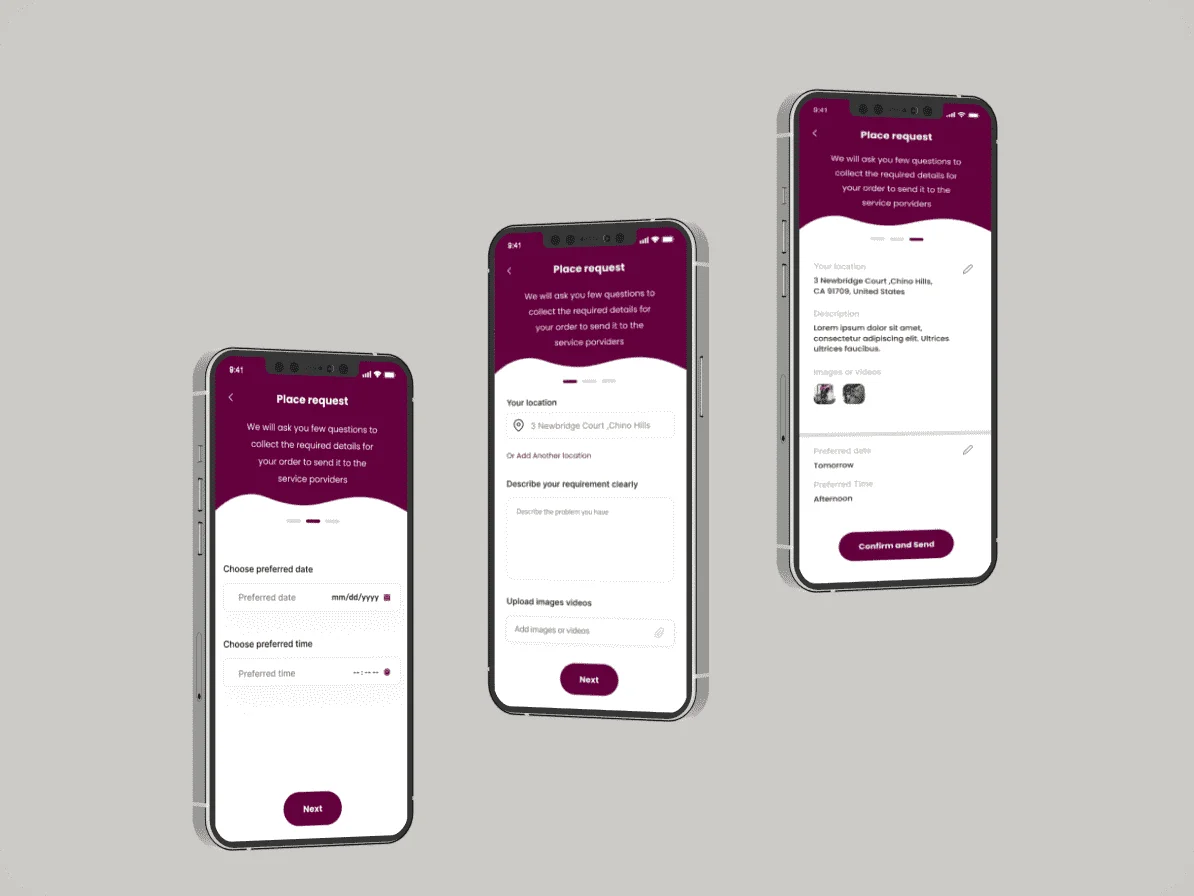 9:41
Place request
We will ask you few questions to
collect the required details for
your order to send it to the
service porviders
Choose preferred date
Preferred date mm/dd/yyyy
Choose preferred time
Preferred time --:-- --
Next
9:41
Place request
We will ask you few questions to
collect the required details for
your order to send it to the
service porviders
Your location
3 Newbridge Court ,Chino Hills
Or Add Another location
Describe your requirement clearly
Describe the problem you have
Upload images videos
Add images or videos
Next
9:41
Place request
We will ask you few questions to
collect the required details for
your order to send it to the
service porviders
Your location
3 Newbridge Court ,Chino Hills,
CA 91709, United States
Description
Lorem ipsum dolor sit amet,
consectetur adipiscing elit. Ultrices
ultrices faucibus.
Images or videos
Preferred date
Tomorrow
Preferred Time
Afternoon
Confirm and Send